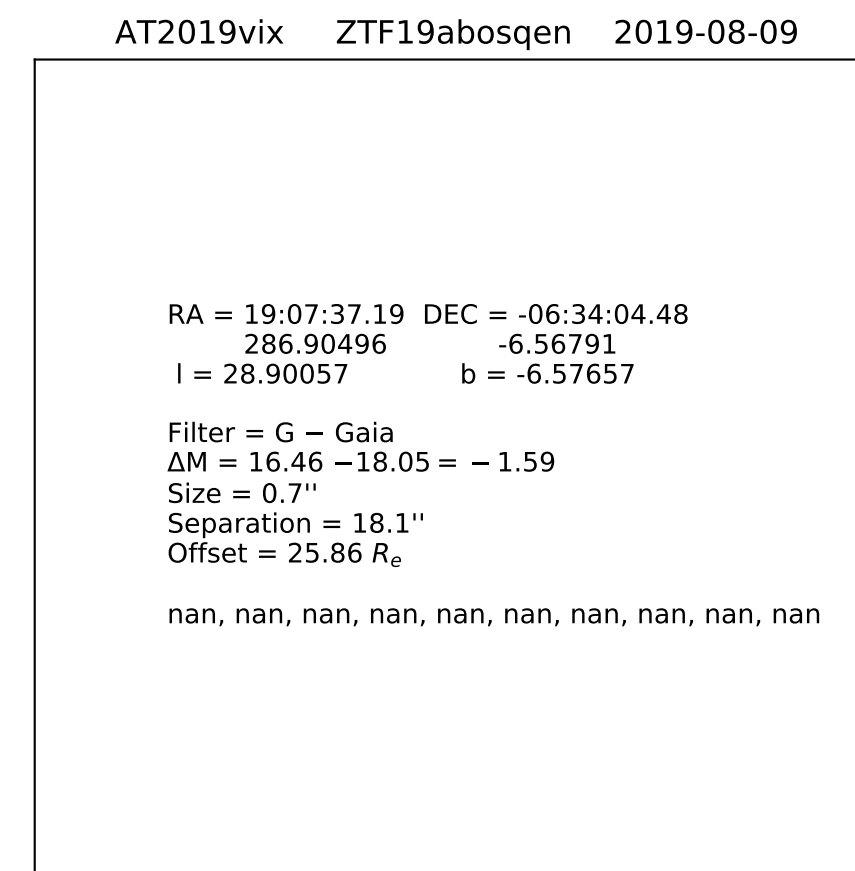 AT2019vix ZTF19abosqen 2019-08-09
RA = 19:07:37.19 DEC = -06:34:04.48
286.90496 -6.56791
l = 28.90057 b = -6.57657
Filter = G − Gaia
ΔM = 16.46 −18.05 = − 1.59
Size = 0.7''
Separation = 18.1''
Offset = 25.86 Re
nan, nan, nan, nan, nan, nan, nan, nan, nan, nan